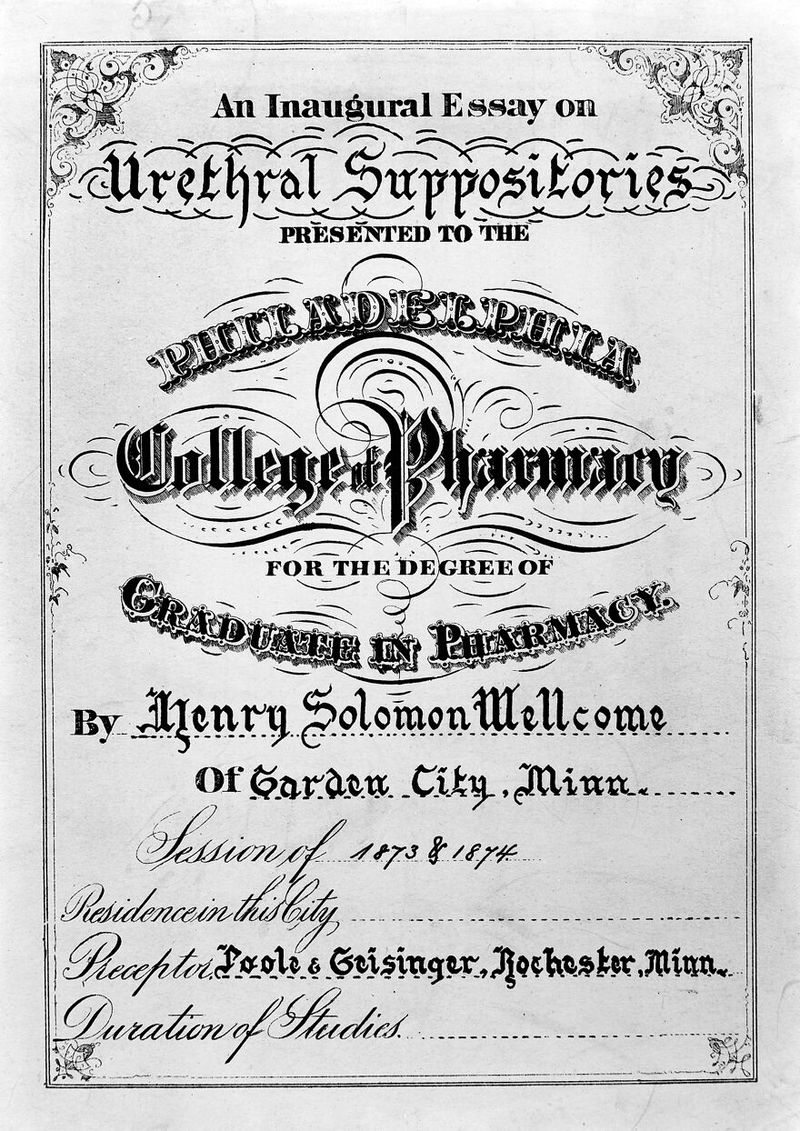 An Inaugural Essay on
Urethral Suppositories
PRESENTED TO THE
PHILADELPHIA
College of Pharmacy
FOR THE DEGREE OF
GRADUATE IN PHARMACY.
By Henry Solomon Wellcome
Of Garden City, Minn.
Session of 1873 & 1874
Residence in this City
Preceptor, Poole & Geisinger, Rochester, Minn.
Duration of Studies.